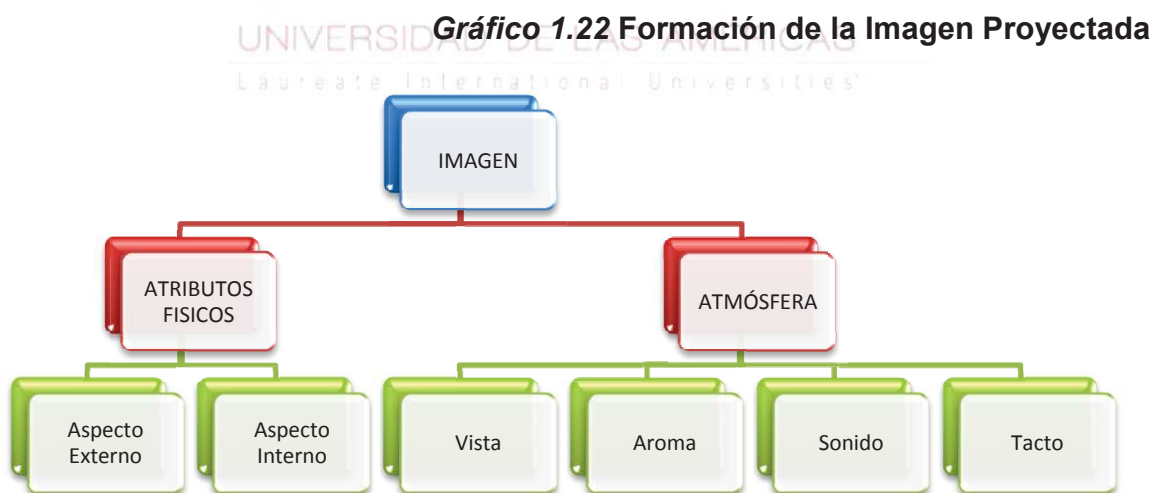 Gráfico 1.22 Formación de la Imagen Proyectada
UNIVERSIDAD DE LAS AMÉRICAS
Laureate International Universities
IMAGEN
ATRIBUTOS
FISICOS
ATMÓSFERA
Aspecto
Externo
Aspecto
Interno
Vista
Aroma
Sonido
Tacto